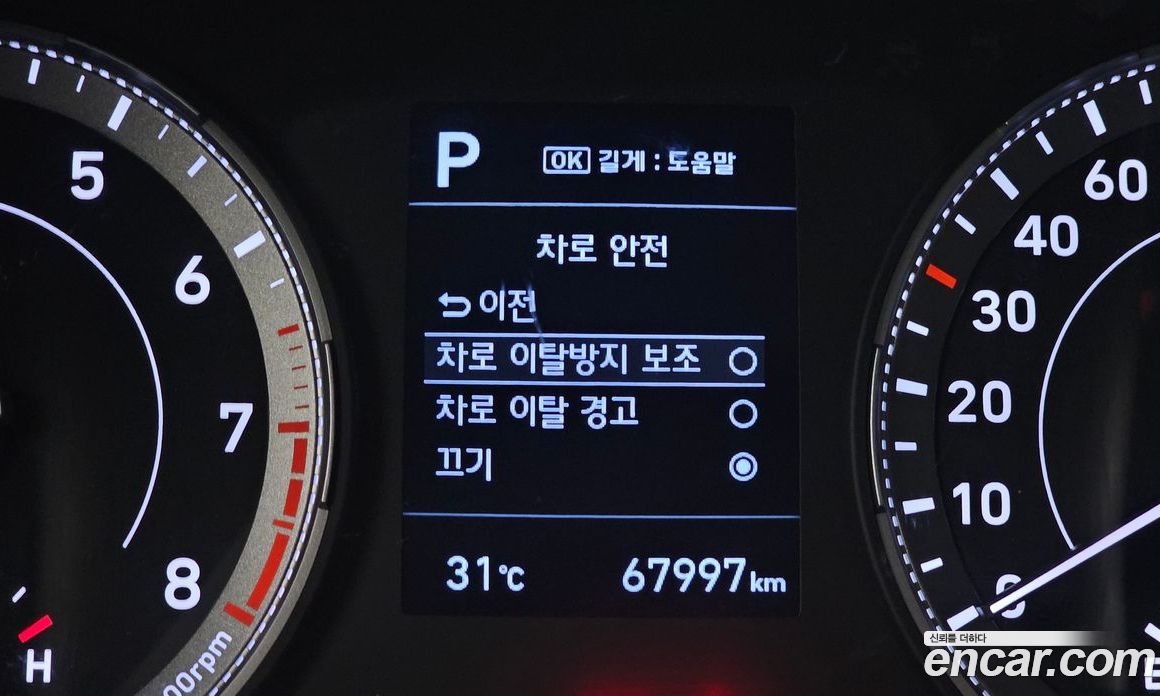 P
OK 길게 : 도움말
차로 안전
이전
차로 이탈방지 보조
차로 이탈 경고
끄기
31°C
67997km
5
6
7
8
H
60
40
30
20
10
0
신뢰를 더하다
encar.com